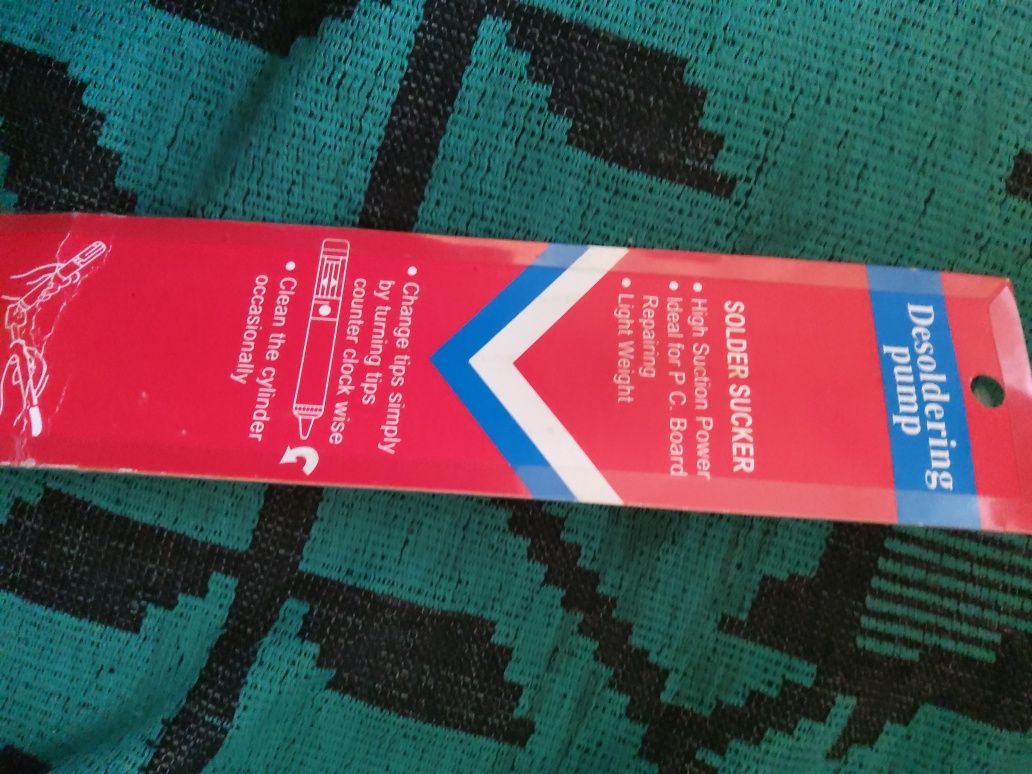 Desoldering
pump
SOLDER SUCKER
• High Suction Power
• Ideal for P C. Board
Repairing
• Light Weight
• Change tips simply
by turning tips
counter clock wise
• Clean the cylinder
occasionally